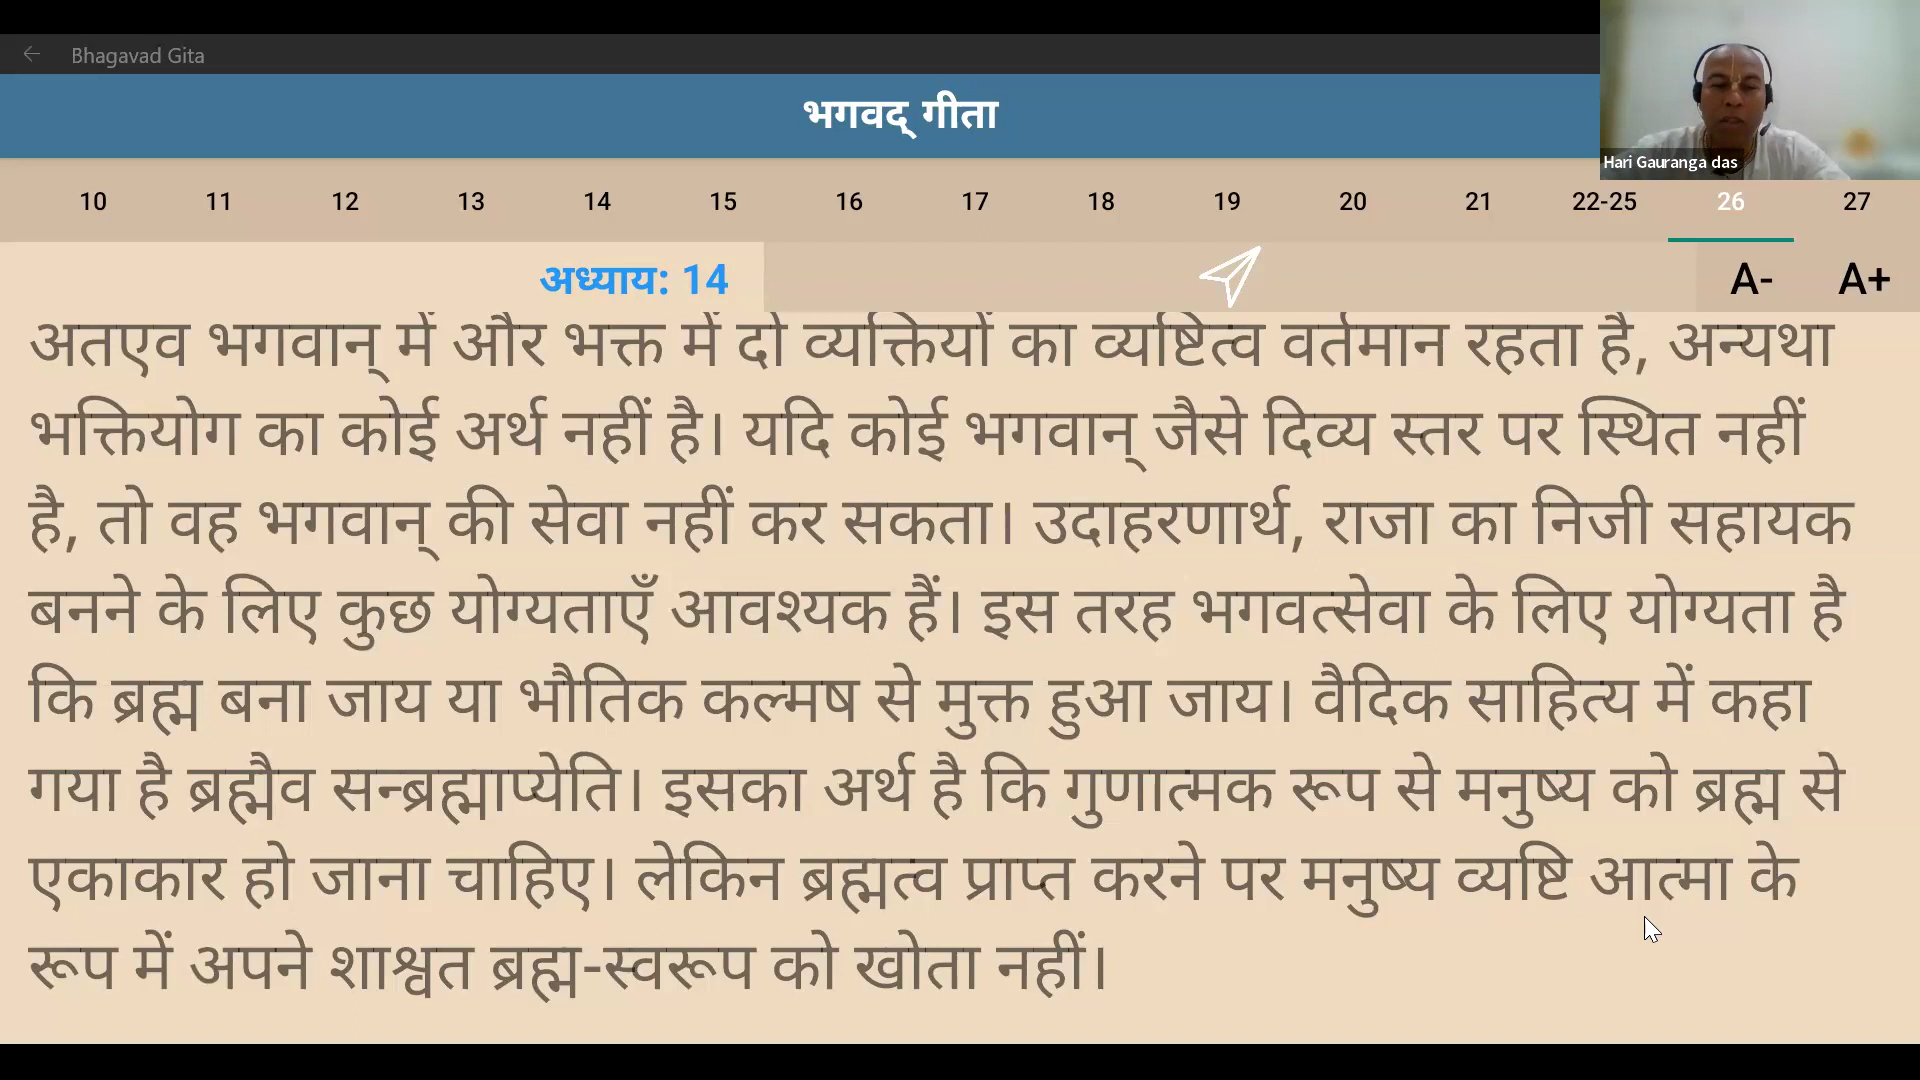 Bhagavad Gita
भगवद् गीता
Hari Gauranga das
10 11 12 13 14 15 16 17 18 19 20 21 22-25 26 27
अध्याय: 14 A- A+
अतएव भगवान् में और भक्त में दो व्यक्तियों का व्यष्टित्व वर्तमान रहता है, अन्यथा
भक्तियोग का कोई अर्थ नहीं है। यदि कोई भगवान् जैसे दिव्य स्तर पर स्थित नहीं
है, तो वह भगवान् की सेवा नहीं कर सकता। उदाहरणार्थ, राजा का निजी सहायक
बनने के लिए कुछ योग्यताएँ आवश्यक हैं। इस तरह भगवत्सेवा के लिए योग्यता है
कि ब्रह्म बना जाय या भौतिक कल्मष से मुक्त हुआ जाय। वैदिक साहित्य में कहा
गया है ब्रह्मैव सन्ब्रह्माप्येति। इसका अर्थ है कि गुणात्मक रूप से मनुष्य को ब्रह्म से
एकाकार हो जाना चाहिए। लेकिन ब्रह्मत्व प्राप्त करने पर मनुष्य व्यष्टि आत्मा के
रूप में अपने शाश्वत ब्रह्म-स्वरूप को खोता नहीं।